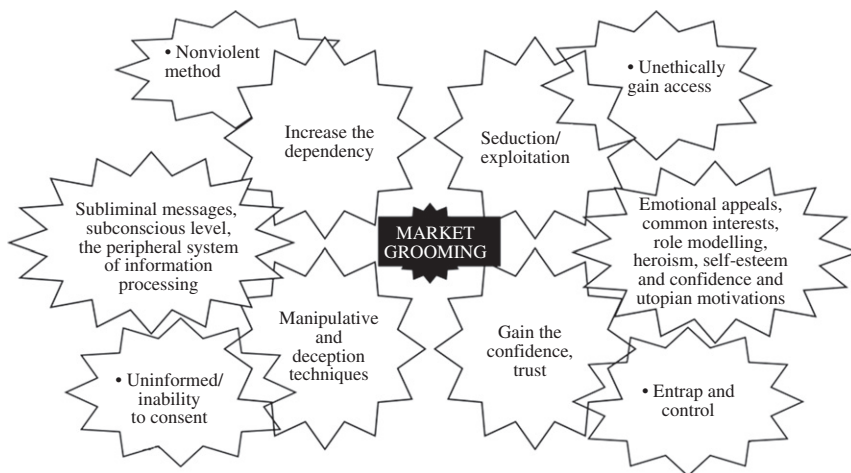 • Nonviolent
method
Increase the
dependency
Seduction/
exploitation
• Unethically
gain access
Subliminal messages,
subconscious level,
the peripheral system
of information
processing
MARKET
GROOMING
Emotional appeals,
common interests,
role modelling,
heroism, self-esteem
and confidence and
utopian motivations
Manipulative and
deception
techniques
Gain the
confidence,
trust
• Uninformed/
inability
to consent
• Entrap and
control